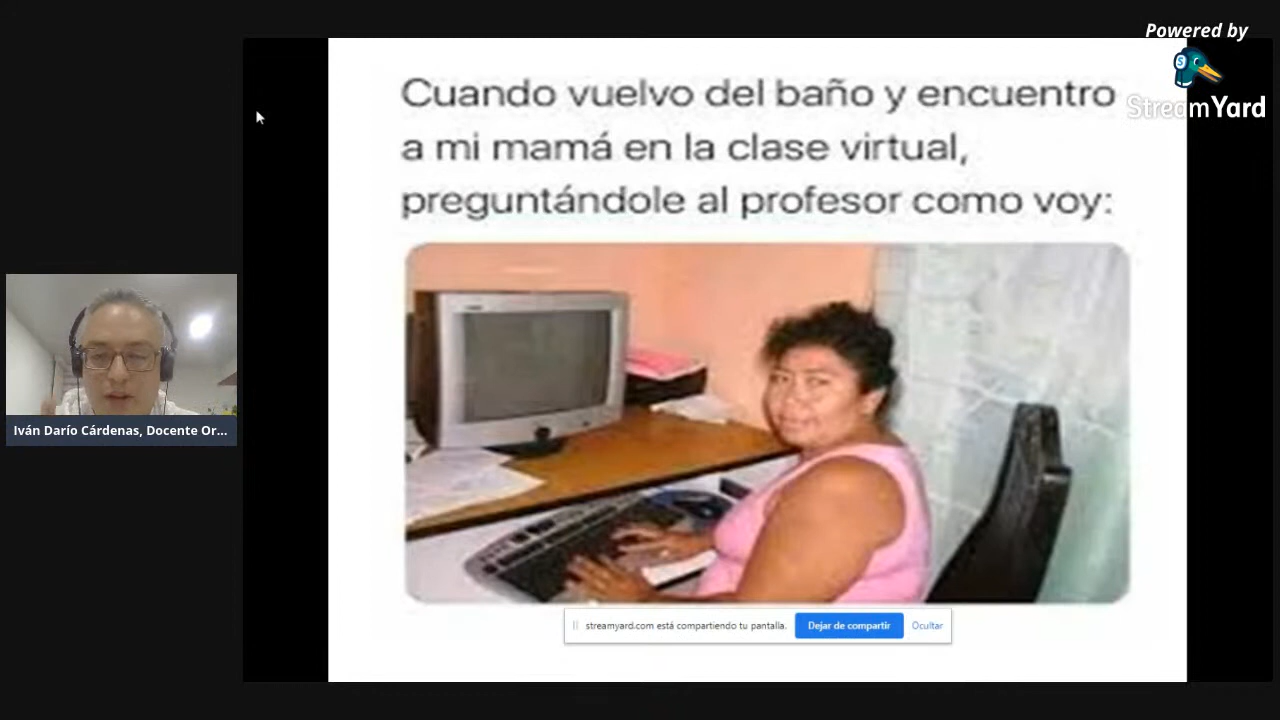 Powered by
StreamYard
Cuando vuelvo del baño y encuentro
a mi mamá en la clase virtual,
preguntándole al profesor como voy:
Iván Darío Cárdenas, Docente Or...
streamyard.com está compartiendo tu pantalla.
Dejar de compartir
Ocultar